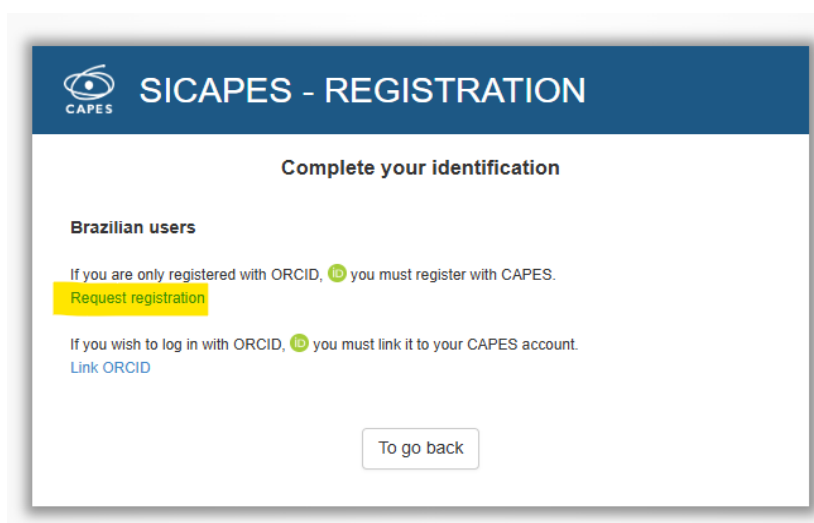 CAPES
SICAPES - REGISTRATION
Complete your identification
Brazilian users
If you are only registered with ORCID, iD you must register with CAPES.
Request registration
If you wish to log in with ORCID, iD you must link it to your CAPES account.
Link ORCID
To go back